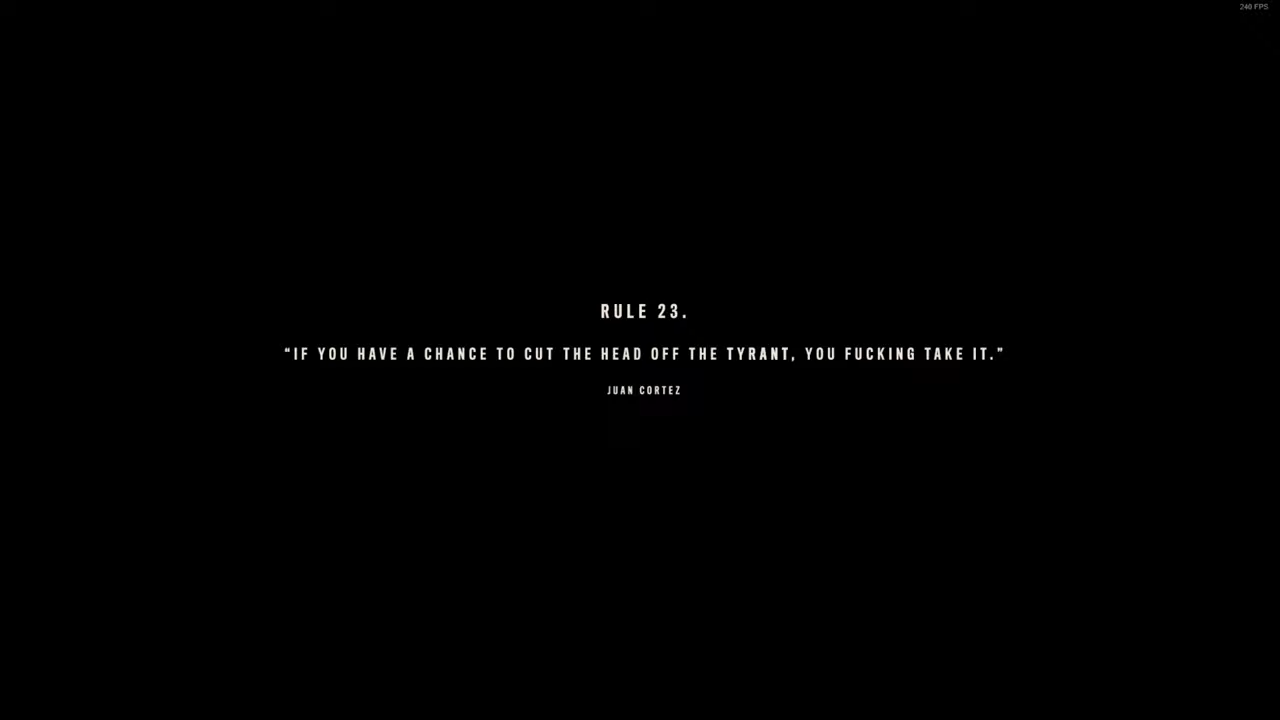 240 FPS
RULE 23.
“IF YOU HAVE A CHANCE TO CUT THE HEAD OFF THE TYRANT, YOU FUCKING TAKE IT.”
JUAN CORTEZ